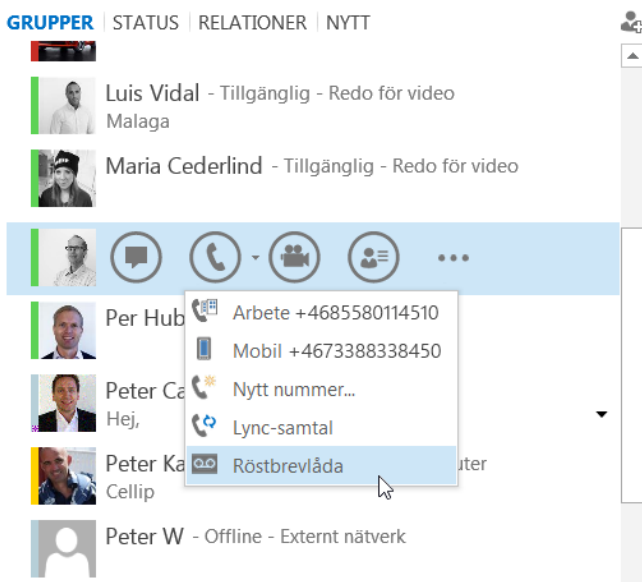 GRUPPER STATUS RELATIONER NYTT
Luis Vidal - Tillgänglig - Redo för video
Malaga
Maria Cederlind - Tillgänglig - Redo för video
Per Hub
Arbete +4685580114510
Mobil +4673388338450
Peter Ca
Nytt nummer...
Hej,
Lync-samtal
Peter Ka
Röstbrevlåda
uter
Cellip
Peter W - Offline - Externt nätverk